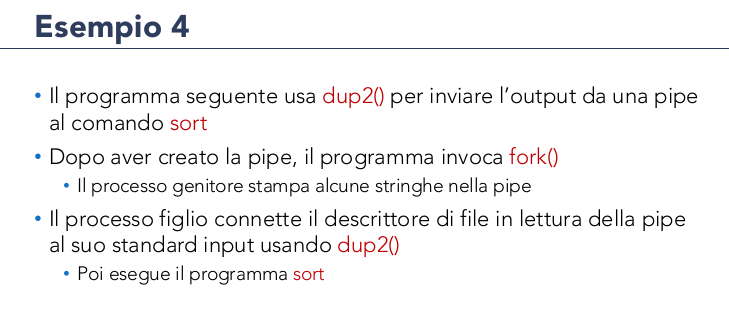 Esempio 4
• Il programma seguente usa dup2() per inviare l’output da una pipe
al comando sort
• Dopo aver creato la pipe, il programma invoca fork()
• Il processo genitore stampa alcune stringhe nella pipe
• Il processo figlio connette il descrittore di file in lettura della pipe
al suo standard input usando dup2()
• Poi esegue il programma sort